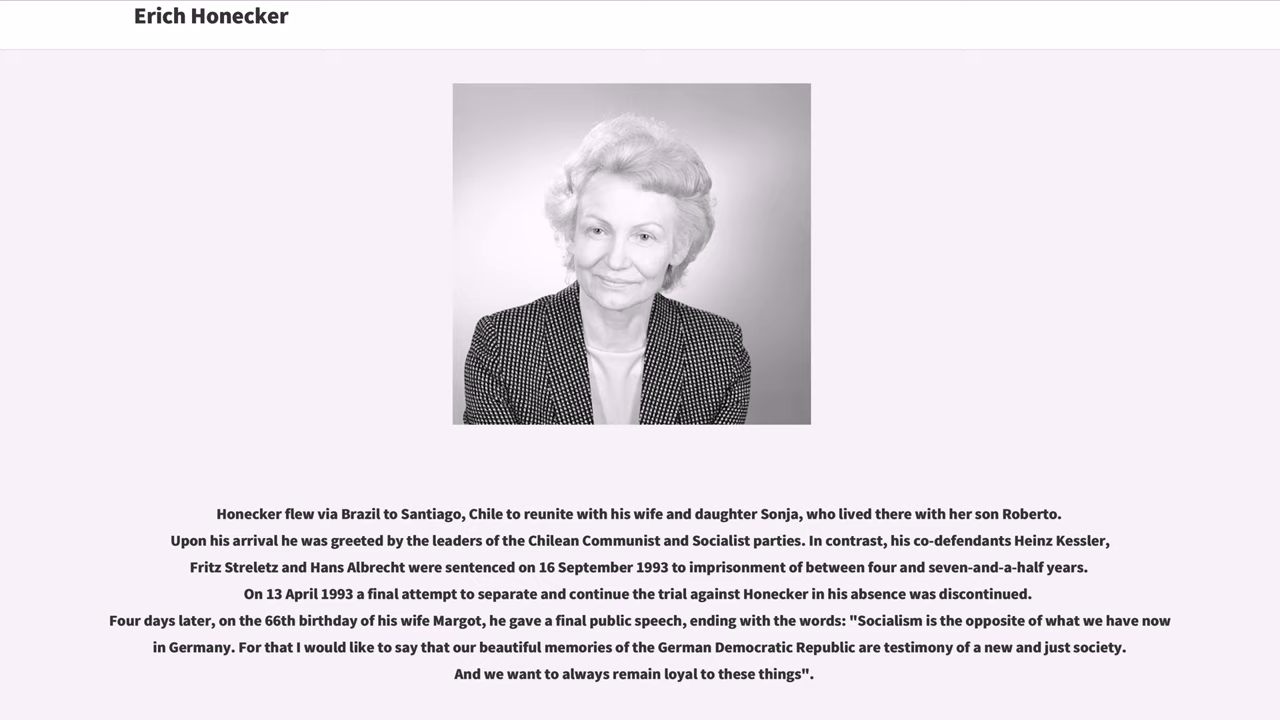 Erich Honecker
Honecker flew via Brazil to Santiago, Chile to reunite with his wife and daughter Sonja, who lived there with her son Roberto.
Upon his arrival he was greeted by the leaders of the Chilean Communist and Socialist parties. In contrast, his co-defendants Heinz Kessler,
Fritz Streletz and Hans Albrecht were sentenced on 16 September 1993 to imprisonment of between four and seven-and-a-half years.
On 13 April 1993 a final attempt to separate and continue the trial against Honecker in his absence was discontinued.
Four days later, on the 66th birthday of his wife Margot, he gave a final public speech, ending with the words: "Socialism is the opposite of what we have now
in Germany. For that I would like to say that our beautiful memories of the German Democratic Republic are testimony of a new and just society.
And we want to always remain loyal to these things".